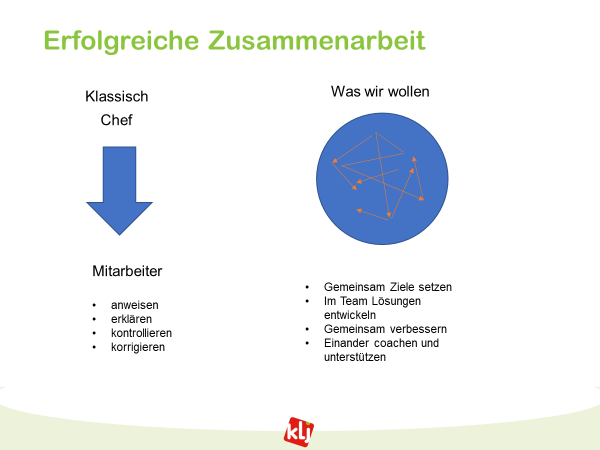 Erfolgreiche Zusammenarbeit
Klassisch
Chef
Mitarbeiter
• anweisen
• erklären
• kontrollieren
• korrigieren
Was wir wollen
• Gemeinsam Ziele setzen
• Im Team Lösungen
entwickeln
• Gemeinsam verbessern
• Einander coachen und
unterstützen
klj